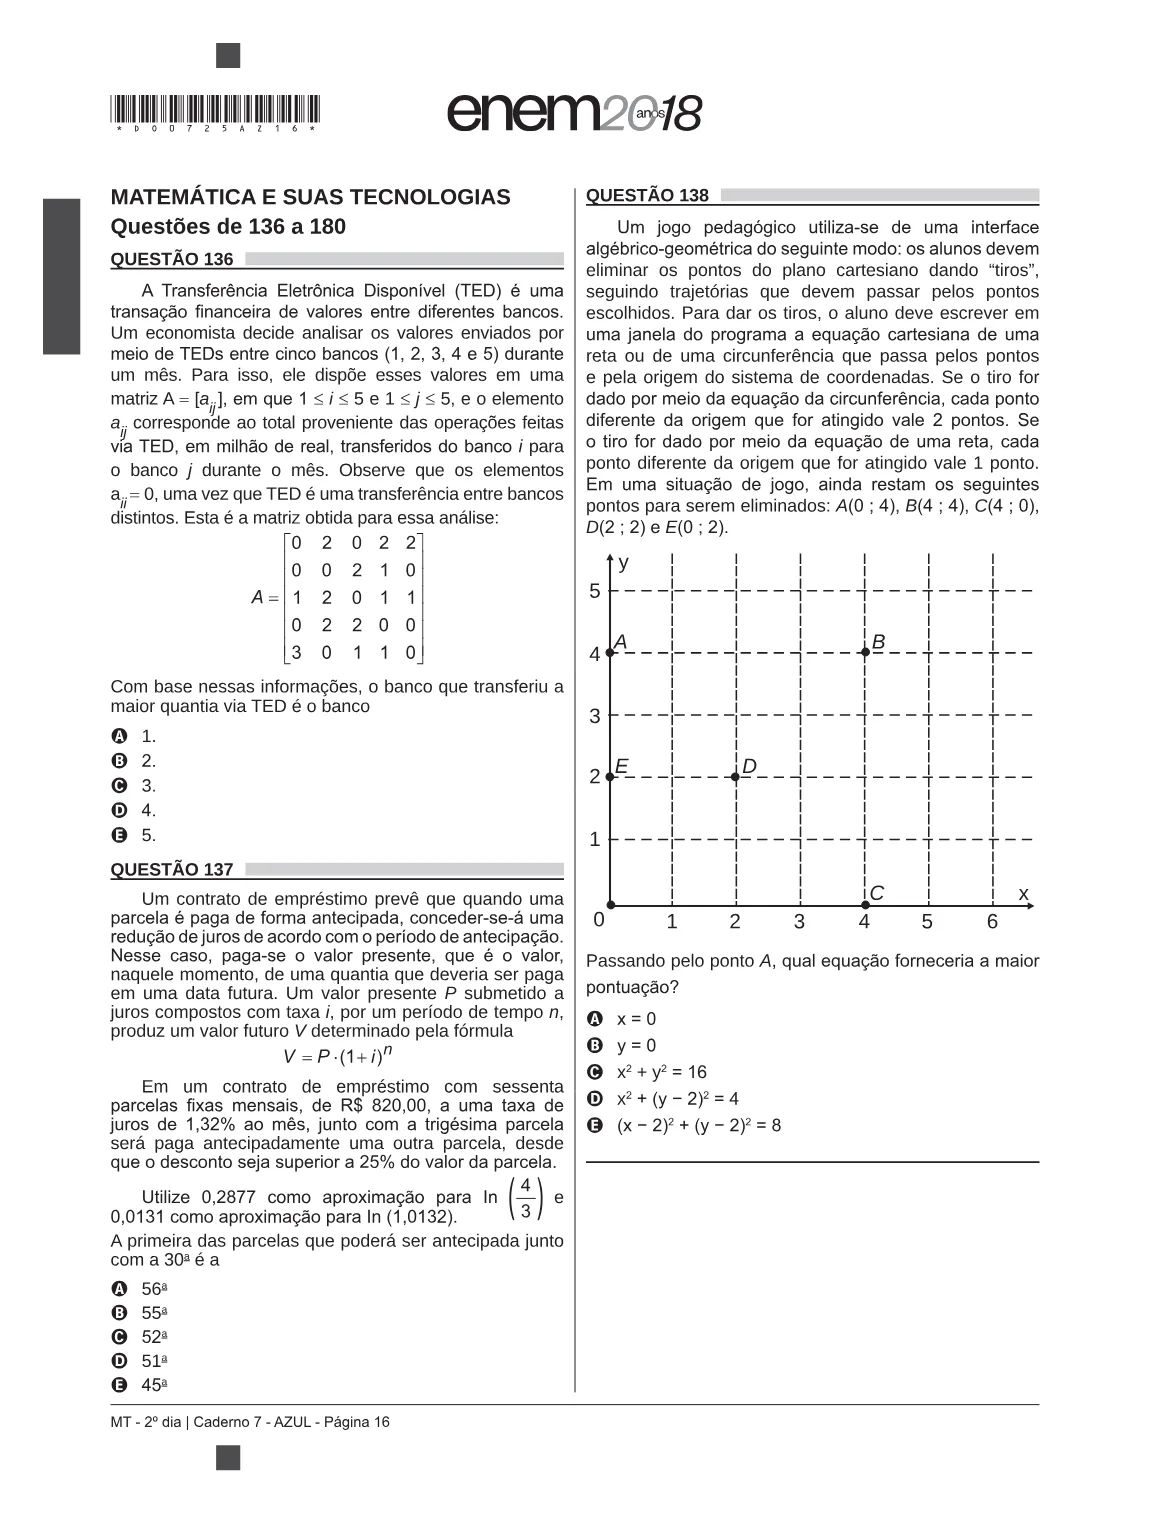 *D0725AZ16*
enem2018
anos
MATEMÁTICA E SUAS TECNOLOGIAS
Questões de 136 a 180
QUESTÃO 136
A Transferência Eletrônica Disponível (TED) é uma
transação financeira de valores entre diferentes bancos.
Um economista decide analisar os valores enviados por
meio de TEDs entre cinco bancos (1, 2, 3, 4 e 5) durante
um mês. Para isso, ele dispõe esses valores em uma
matriz A = [aij], em que 1 ≤ i ≤ 5 e 1 ≤ j ≤ 5, e o elemento
aij corresponde ao total proveniente das operações feitas
via TED, em milhão de real, transferidos do banco i para
o banco j durante o mês. Observe que os elementos
aii = 0, uma vez que TED é uma transferência entre bancos
distintos. Esta é a matriz obtida para essa análise:
0 2 0 2 2
0 0 2 1 0
A = 1 2 0 1 1
0 2 2 0 0
3 0 1 1 0
Com base nessas informações, o banco que transferiu a
maior quantia via TED é o banco
A 1.
B 2.
C 3.
D 4.
E 5.
QUESTÃO 137
Um contrato de empréstimo prevê que quando uma
parcela é paga de forma antecipada, conceder-se-á uma
redução de juros de acordo com o período de antecipação.
Nesse caso, paga-se o valor presente, que é o valor,
naquele momento, de uma quantia que deveria ser paga
em uma data futura. Um valor presente P submetido a
juros compostos com taxa i, por um período de tempo n,
produz um valor futuro V determinado pela fórmula
V = P · (1 + i)ⁿ
Em um contrato de empréstimo com sessenta
parcelas fixas mensais, de R$ 820,00, a uma taxa de
juros de 1,32% ao mês, junto com a trigésima parcela
será paga antecipadamente uma outra parcela, desde
que o desconto seja superior a 25% do valor da parcela.
Utilize 0,2877 como aproximação para ln (4/3) e
0,0131 como aproximação para ln (1,0132).
A primeira das parcelas que poderá ser antecipada junto
com a 30ª é a
A 56ª
B 55ª
C 52ª
D 51ª
E 45ª
QUESTÃO 138
Um jogo pedagógico utiliza-se de uma interface
algébrico-geométrica do seguinte modo: os alunos devem
eliminar os pontos do plano cartesiano dando “tiros”,
seguindo trajetórias que devem passar pelos pontos
escolhidos. Para dar os tiros, o aluno deve escrever em
uma janela do programa a equação cartesiana de uma
reta ou de uma circunferência que passa pelos pontos
e pela origem do sistema de coordenadas. Se o tiro for
dado por meio da equação da circunferência, cada ponto
diferente da origem que for atingido vale 2 pontos. Se
o tiro for dado por meio da equação de uma reta, cada
ponto diferente da origem que for atingido vale 1 ponto.
Em uma situação de jogo, ainda restam os seguintes
pontos para serem eliminados: A(0 ; 4), B(4 ; 4), C(4 ; 0),
D(2 ; 2) e E(0 ; 2).
y
5
A B
4
3
E D
2
1
C x
0 1 2 3 4 5 6
Passando pelo ponto A, qual equação forneceria a maior
pontuação?
A x = 0
B y = 0
C x² + y² = 16
D x² + (y − 2)² = 4
E (x − 2)² + (y − 2)² = 8
MT - 2º dia | Caderno 7 - AZUL - Página 16